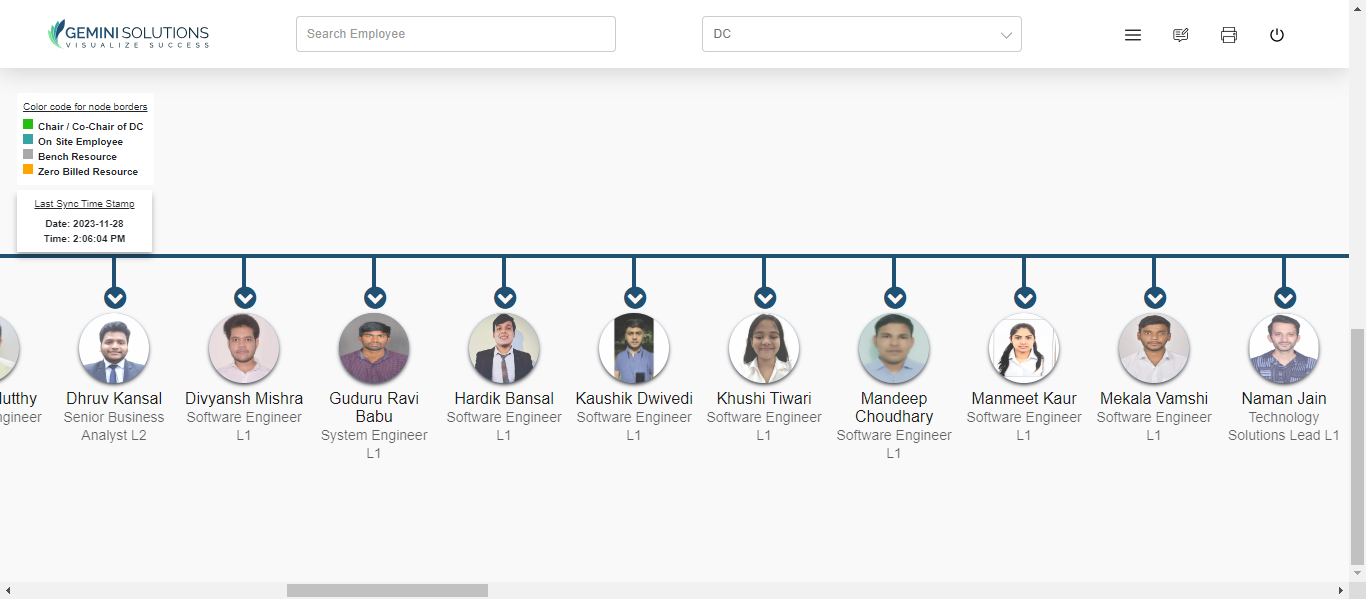 GEMINI SOLUTIONS
VISUALIZE SUCCESS
Search Employee
DC
Color code for node borders
Chair / Co-Chair of DC
On Site Employee
Bench Resource
Zero Billed Resource
Last Sync Time Stamp
Date: 2023-11-28
Time: 2:06:04 PM
utthy
ngineer
Dhruv Kansal
Senior Business
Analyst L2
Divyansh Mishra
Software Engineer
L1
Guduru Ravi
Babu
System Engineer
L1
Hardik Bansal
Software Engineer
L1
Kaushik Dwivedi
Software Engineer
L1
Khushi Tiwari
Software Engineer
L1
Mandeep
Choudhary
Software Engineer
L1
Manmeet Kaur
Software Engineer
L1
Mekala Vamshi
Software Engineer
L1
Naman Jain
Technology
Solutions Lead L1